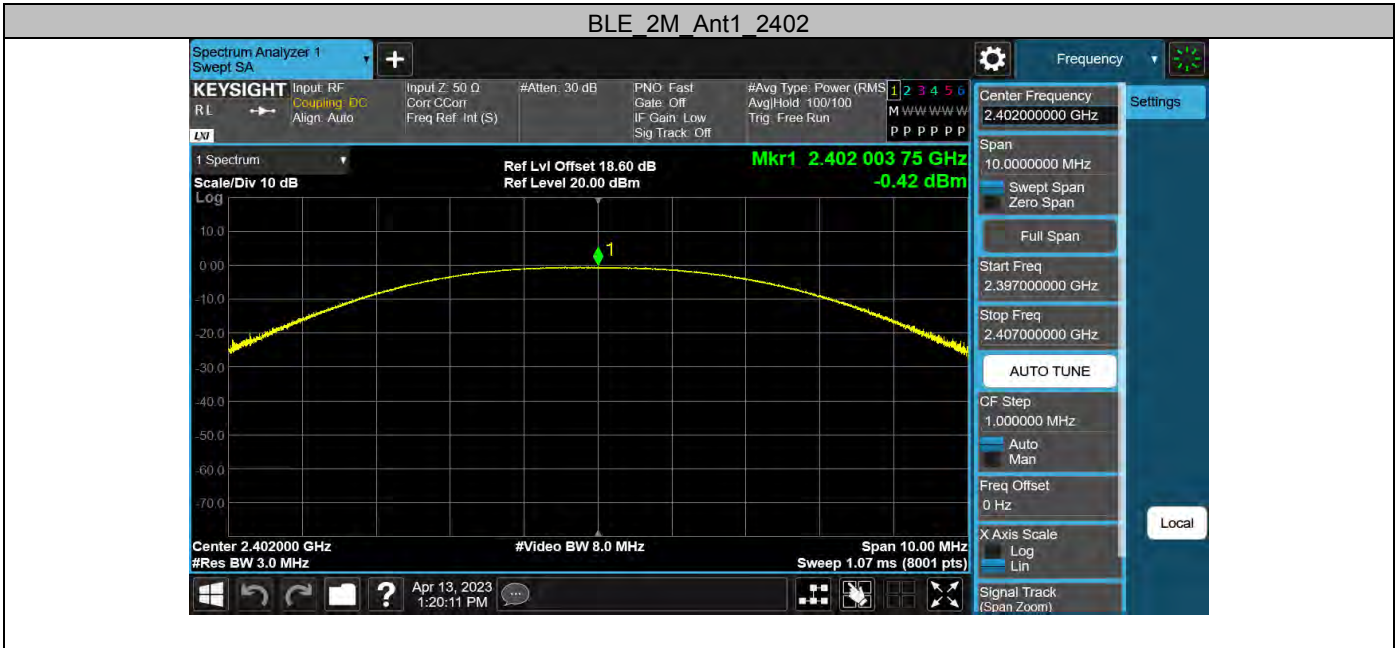 BLE_2M_Ant1_2402
Spectrum Analyzer 1
Swept SA
+
Frequency
KEYSIGHT
RL
LXI
Input: RF
Coupling: DC
Align: Auto
Input Z: 50 Ω
Corr CCorr
Freq Ref: Int (S)
#Atten: 30 dB
PNO: Fast
Gate: Off
IF Gain: Low
Sig Track: Off
#Avg Type: Power (RMS
Avg|Hold: 100/100
Trig: Free Run
1 2 3 4 5 6
M W W W W W
P P P P P P
1 Spectrum
Scale/Div 10 dB
Log
Ref Lvl Offset 18.60 dB
Ref Level 20.00 dBm
Mkr1 2.402 003 75 GHz
-0.42 dBm
10.0
0.00
-10.0
-20.0
-30.0
-40.0
-50.0
-60.0
-70.0
1
Center 2.402000 GHz
#Res BW 3.0 MHz
#Video BW 8.0 MHz
Span 10.00 MHz
Sweep 1.07 ms (8001 pts)
Center Frequency
2.402000000 GHz
Settings
Span
10.0000000 MHz
Swept Span
Zero Span
Full Span
Start Freq
2.397000000 GHz
Stop Freq
2.407000000 GHz
AUTO TUNE
CF Step
1.000000 MHz
Auto
Man
Freq Offset
0 Hz
X Axis Scale
Log
Lin
Local
Signal Track
(Span Zoom)
?
Apr 13, 2023
1:20:11 PM